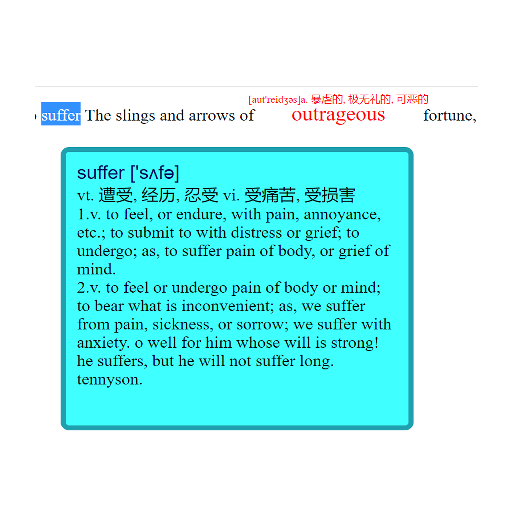 [aut'reidʒəs]a. 暴虐的, 极无礼的, 可恶的
suffer The slings and arrows of outrageous fortune,
suffer ['sʌfə]
vt. 遭受, 经历, 忍受 vi. 受痛苦, 受损害
1.v. to feel, or endure, with pain, annoyance,
etc.; to submit to with distress or grief; to
undergo; as, to suffer pain of body, or grief of
mind.
2.v. to feel or undergo pain of body or mind;
to bear what is inconvenient; as, we suffer
from pain, sickness, or sorrow; we suffer with
anxiety. o well for him whose will is strong!
he suffers, but he will not suffer long.
tennyson.